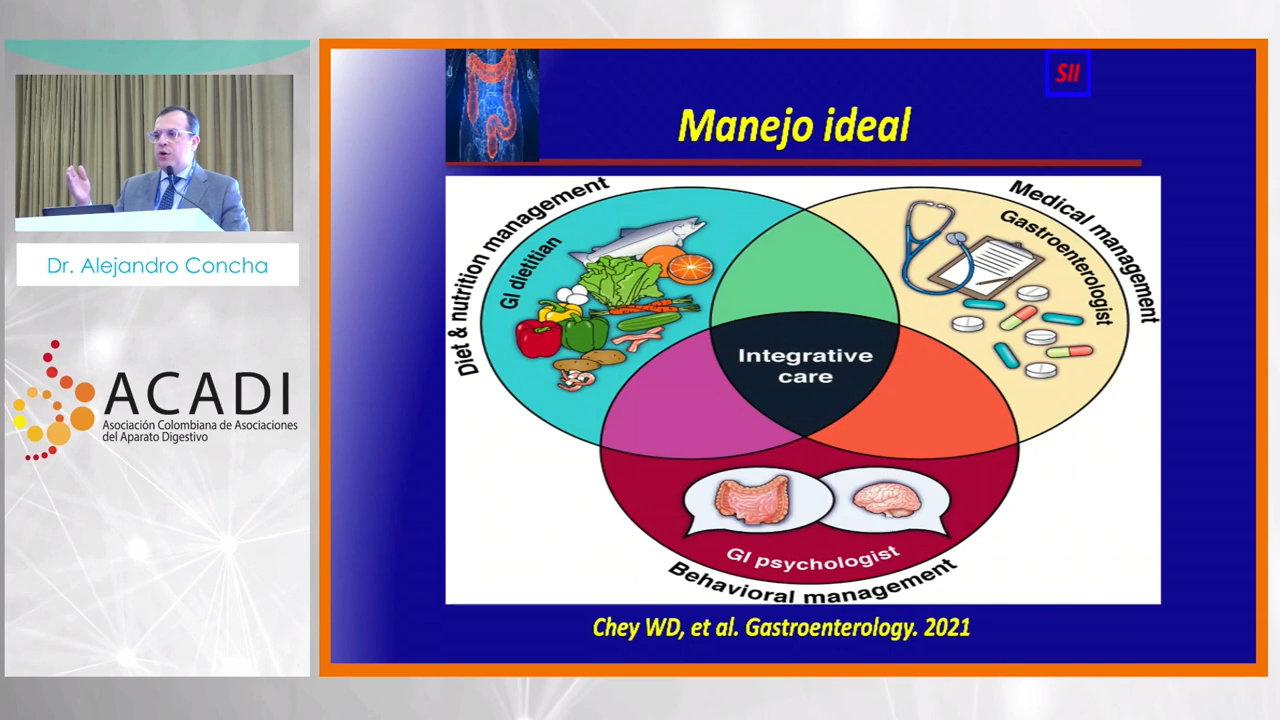 Dr. Alejandro Concha
ACADI
Asociación Colombiana de Asociaciones
del Aparato Digestivo
SII
Manejo ideal
Diet & nutrition management
GI dietitian
Medical management
Gastroenterologist
Integrative
care
GI psychologist
Behavioral management
Chey WD, et al. Gastroenterology. 2021